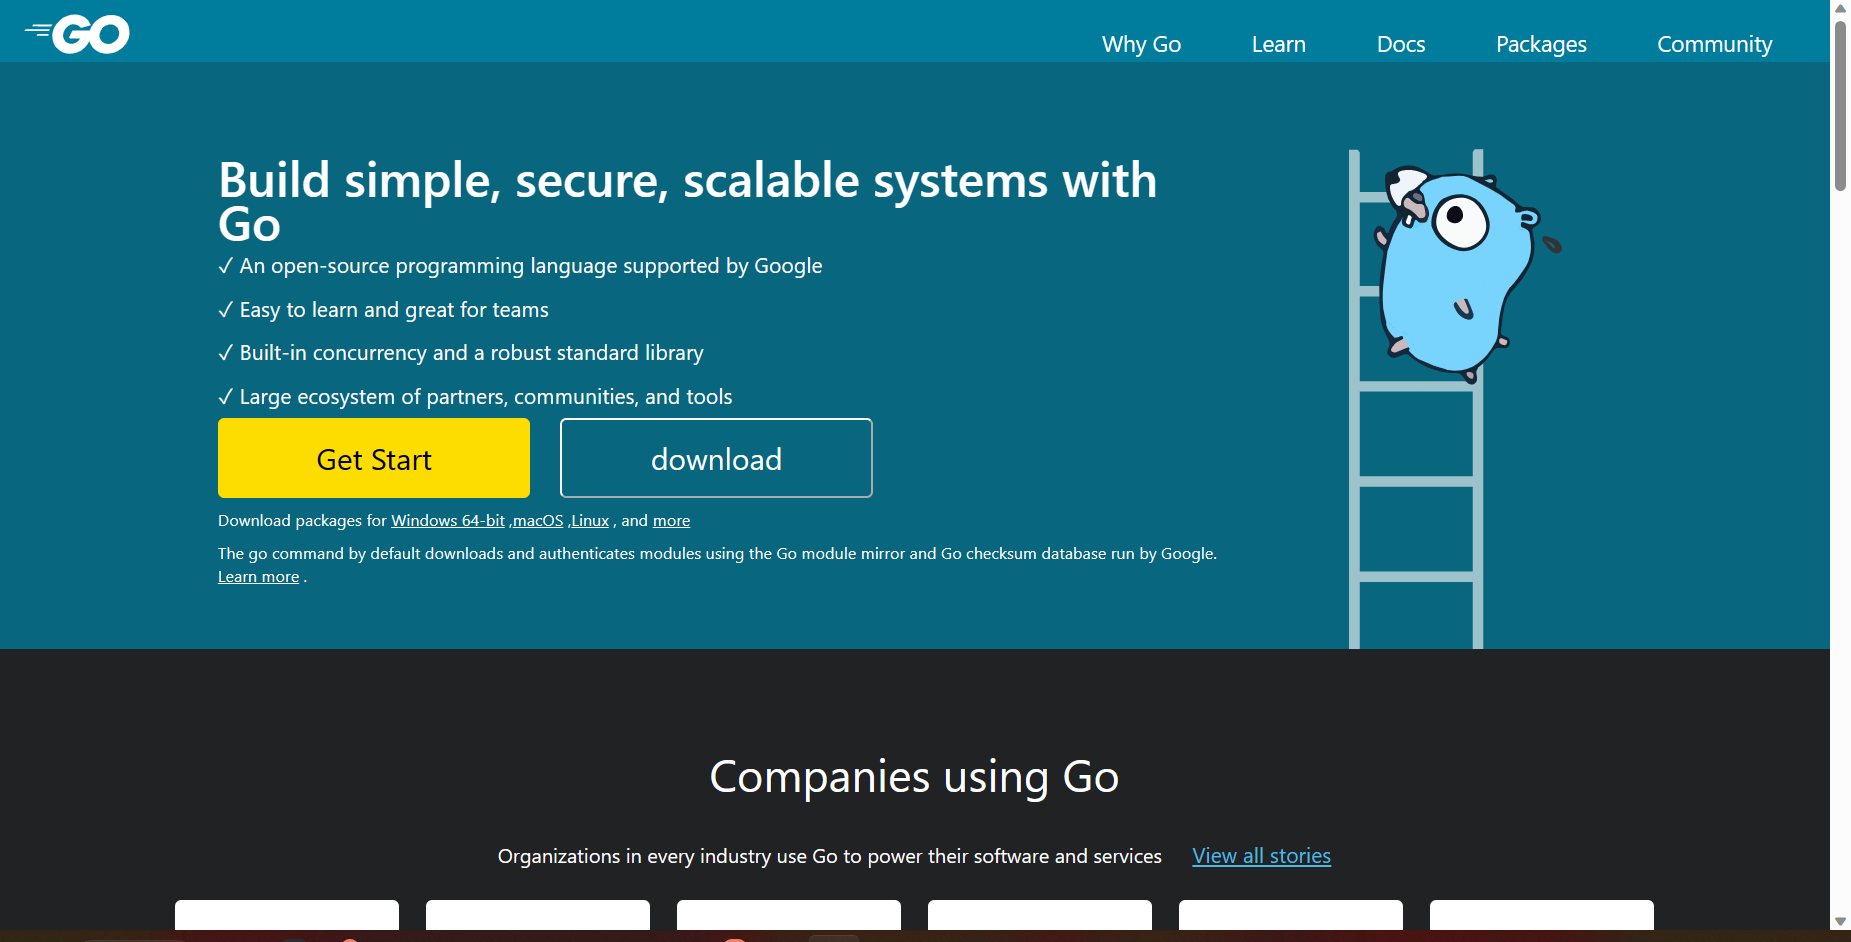 GO
Why Go
Learn
Docs
Packages
Community
Build simple, secure, scalable systems with
Go
✓ An open-source programming language supported by Google
✓ Easy to learn and great for teams
✓ Built-in concurrency and a robust standard library
✓ Large ecosystem of partners, communities, and tools
Get Start
download
Download packages for Windows 64-bit ,macOS ,Linux , and more
The go command by default downloads and authenticates modules using the Go module mirror and Go checksum database run by Google.
Learn more .
Companies using Go
Organizations in every industry use Go to power their software and services
View all stories